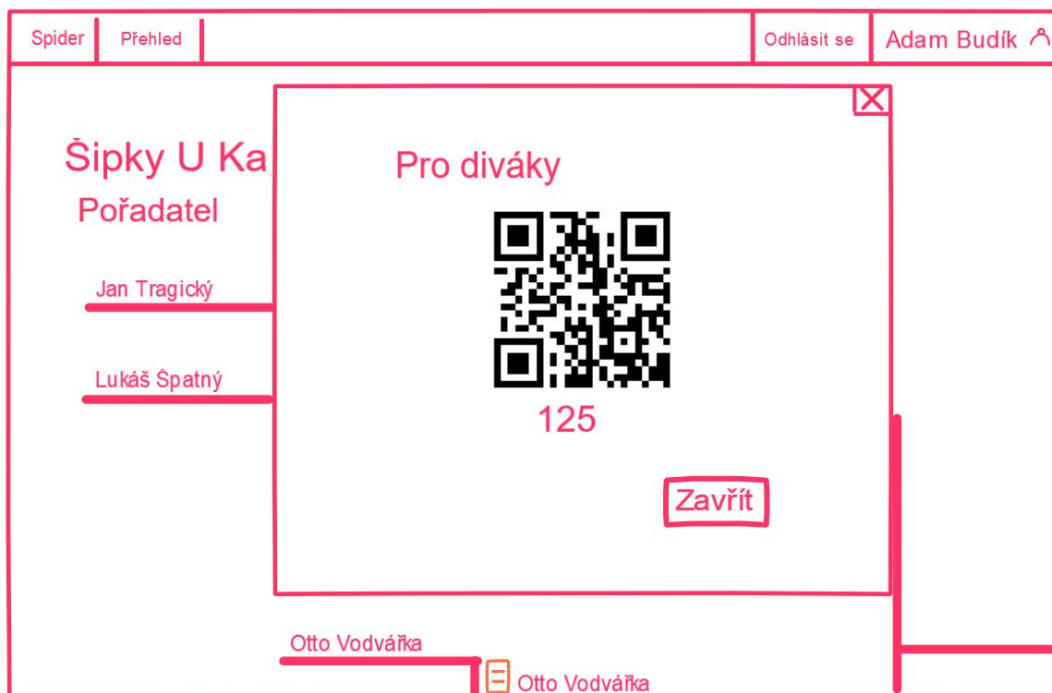 Spider Přehled Odhlásit se Adam Budík
Šipky U Ka
Pořadatel
Pro diváky
Jan Tragický
Lukáš Špatný
125
Zavřít
Otto Vodvářka
Otto Vodvářka